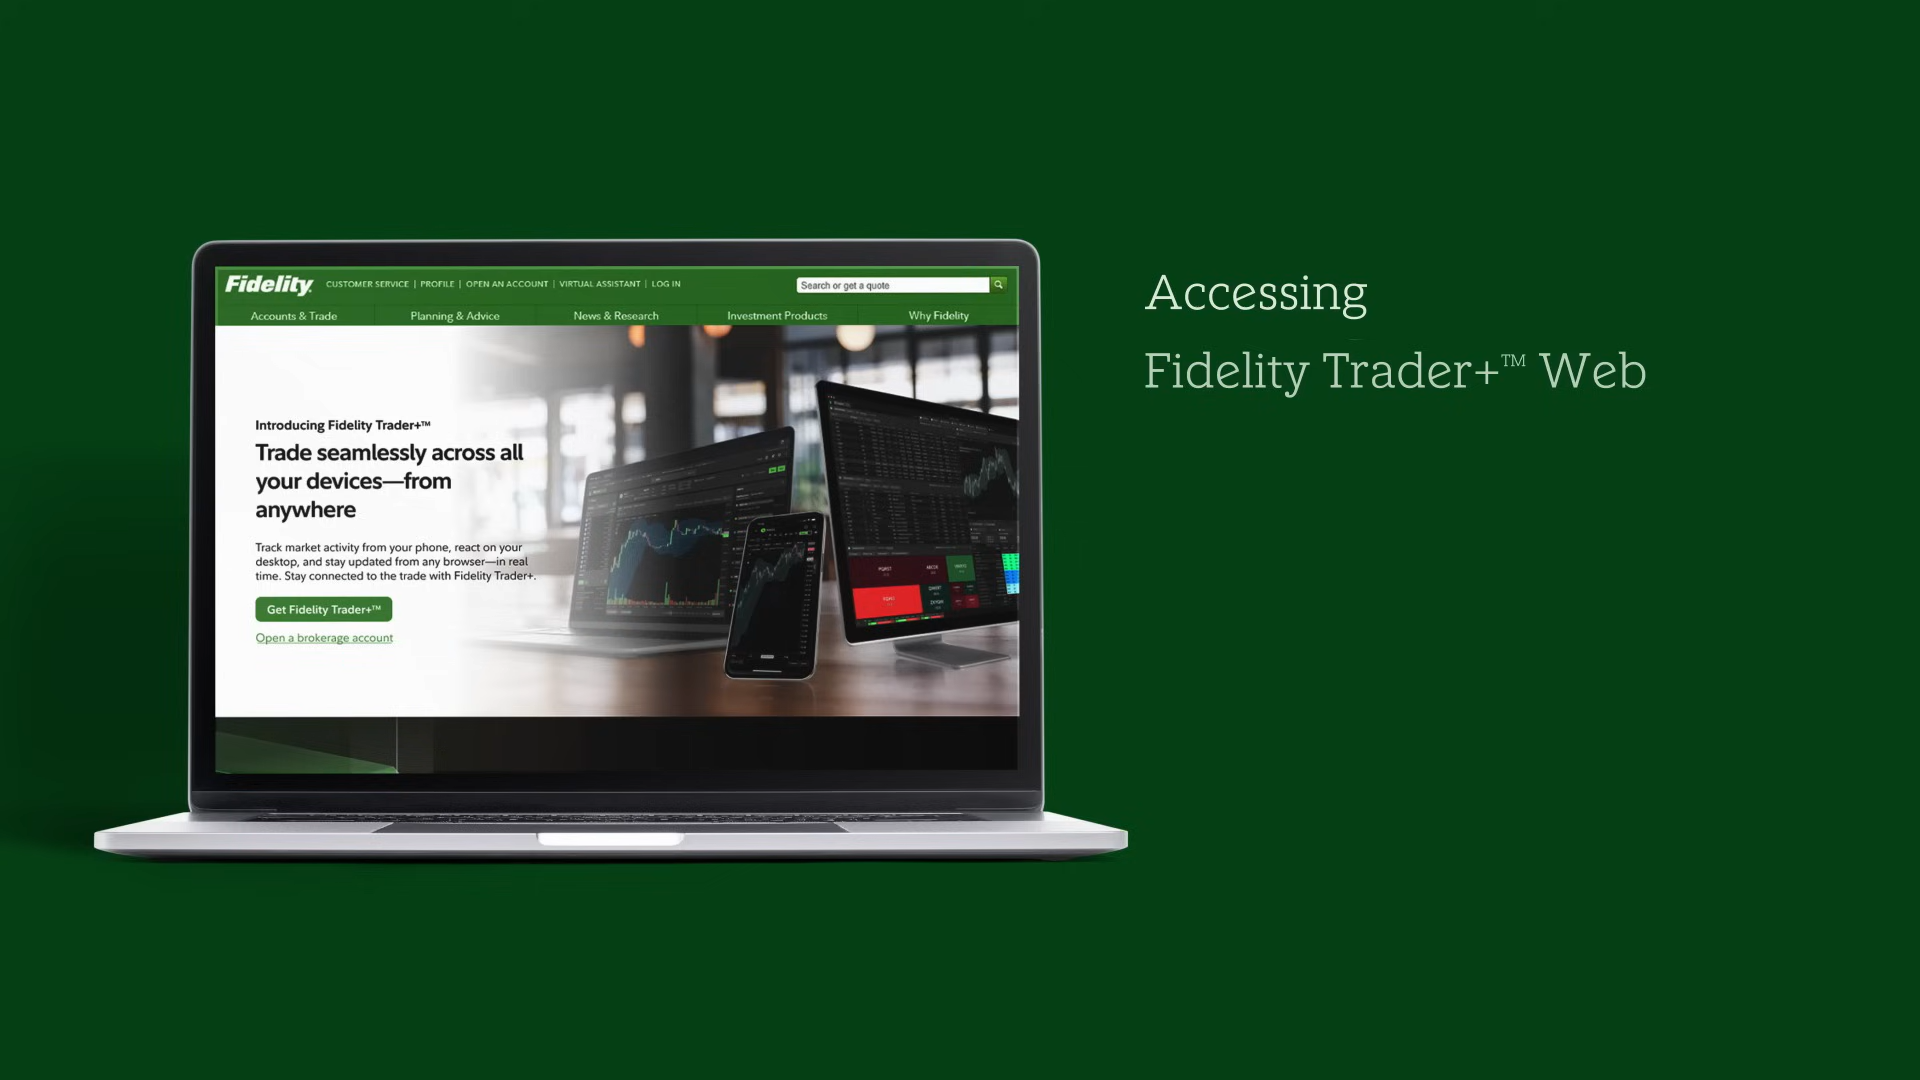 Accessing
Fidelity Trader+™ Web
Fidelity
CUSTOMER SERVICE | PROFILE | OPEN AN ACCOUNT | VIRTUAL ASSISTANT | LOG IN
Search or get a quote
Accounts & Trade
Planning & Advice
News & Research
Investment Products
Why Fidelity
Introducing Fidelity Trader+™
Trade seamlessly across all
your devices—from
anywhere
Track market activity from your phone, react on your
desktop, and stay updated from any browser—in real
time. Stay connected to the trade with Fidelity Trader+.
Get Fidelity Trader+™
Open a brokerage account